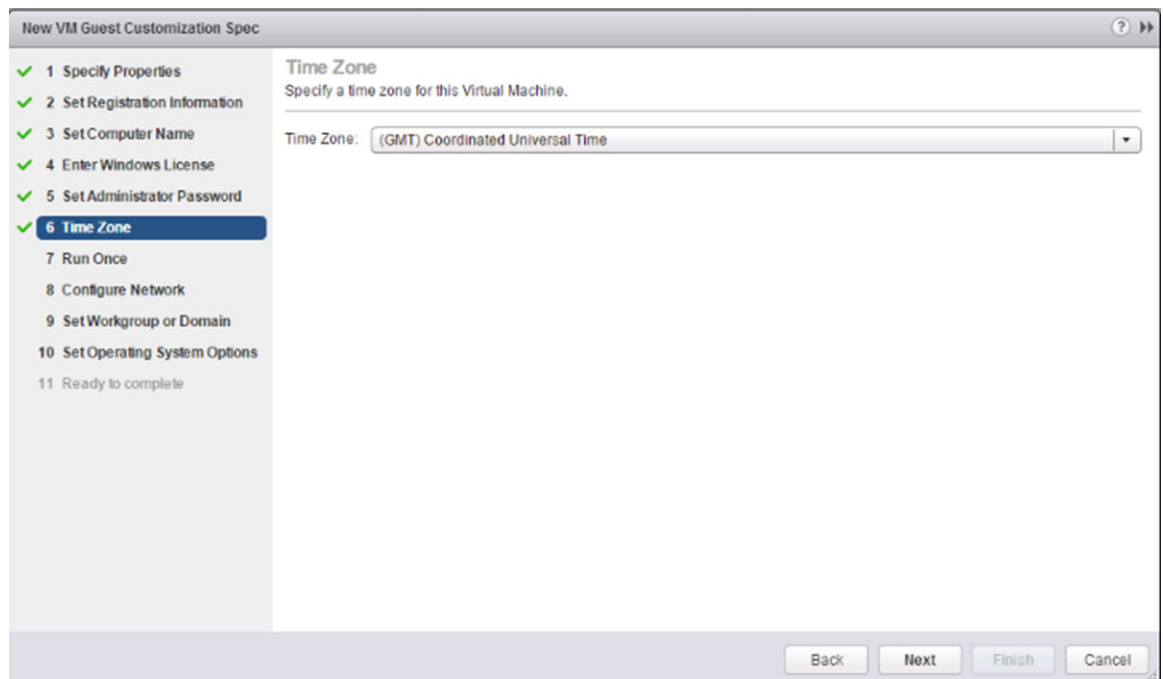 New VM Guest Customization Spec
?
1 Specify Properties
2 Set Registration Information
3 Set Computer Name
4 Enter Windows License
5 Set Administrator Password
6 Time Zone
7 Run Once
8 Configure Network
9 Set Workgroup or Domain
10 Set Operating System Options
11 Ready to complete
Time Zone
Specify a time zone for this Virtual Machine.
Time Zone: (GMT) Coordinated Universal Time
Back Next Finish Cancel